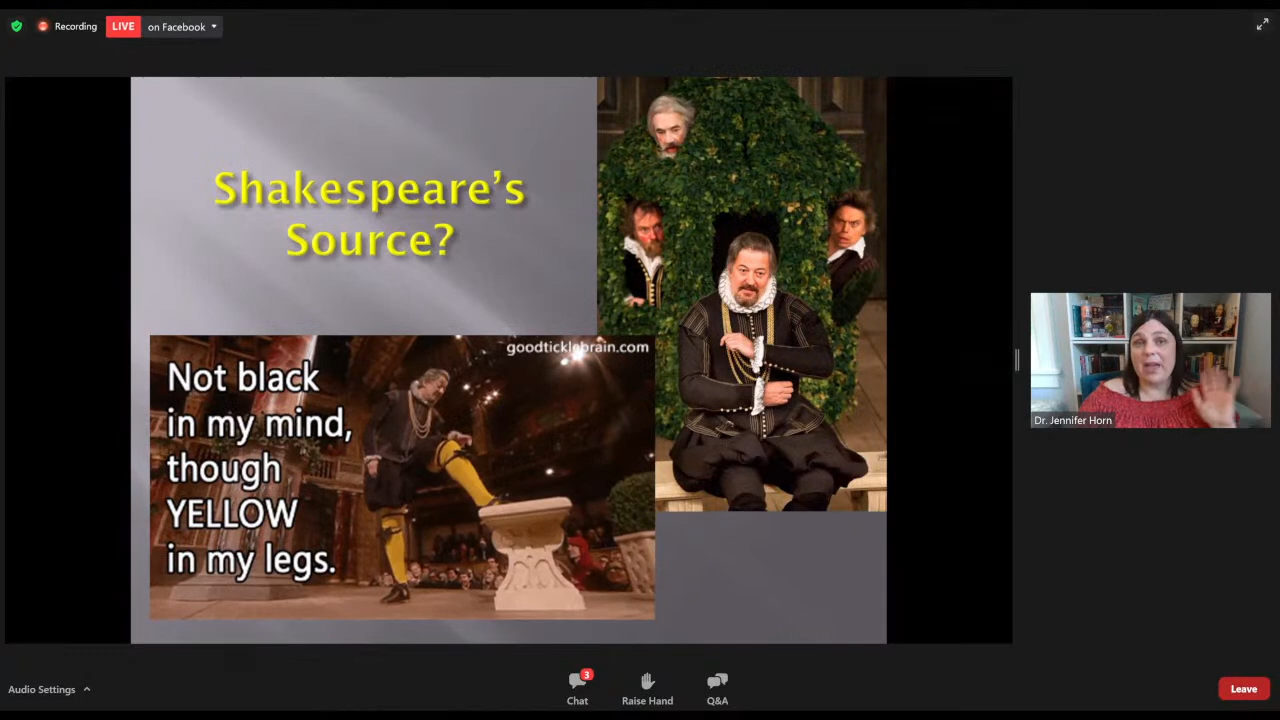 Recording
LIVE
on Facebook
Shakespeare's
Source?
goodticklebrain.com
Not black
in my mind,
though
YELLOW
in my legs.
Dr. Jennifer Horn
Audio Settings
3
Chat
Raise Hand
Q&A
Leave